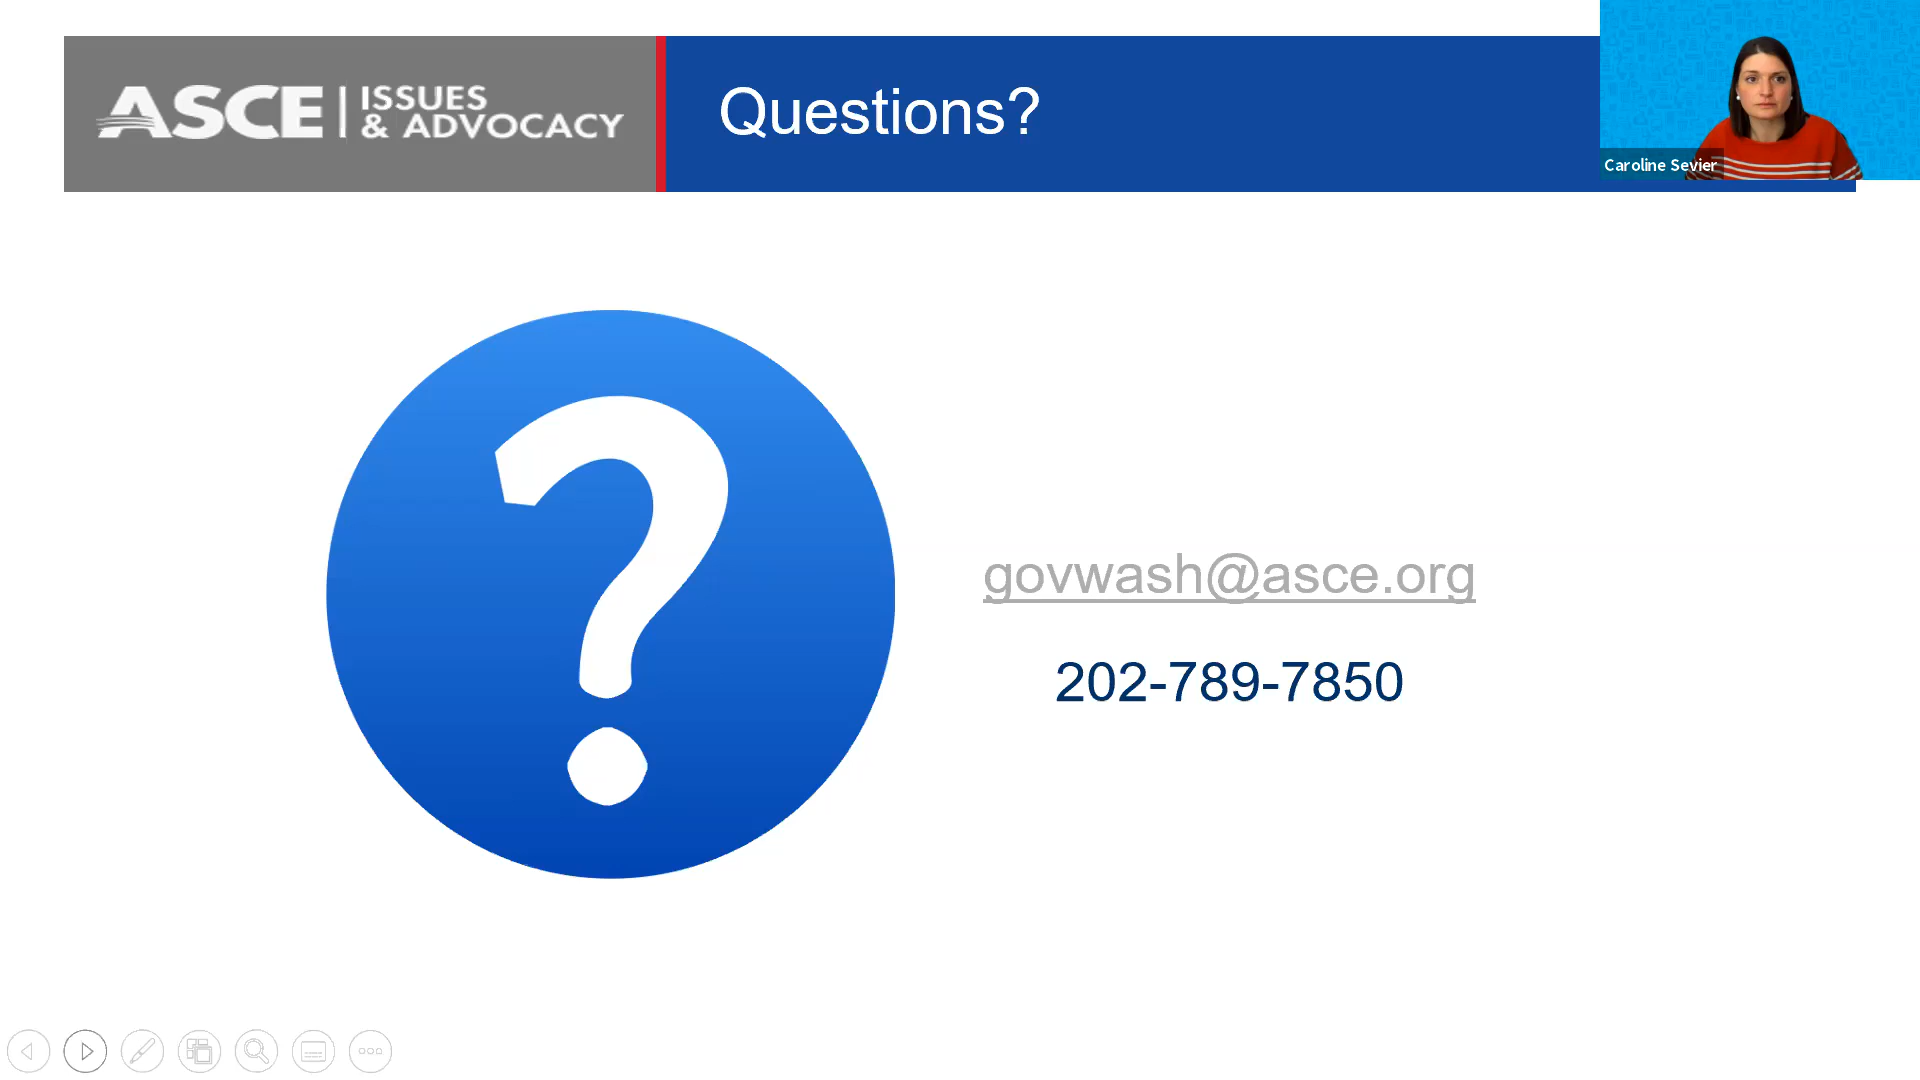 ASCE | ISSUES
& ADVOCACY
Questions?
Caroline Sevier
?
govwash@asce.org
202-789-7850